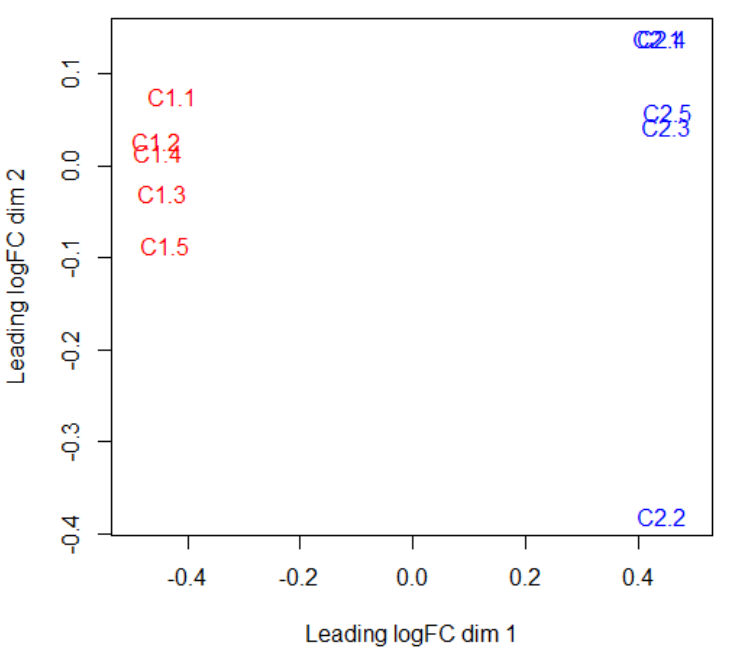 C2.1
C2.4
0.1
C1.1
C2.5
C2.3
C1.2
C1.4
0.0
C1.3
C1.5
-0.1
-0.2
-0.3
-0.4
C2.2
Leading logFC dim 2
-0.4 -0.2 0.0 0.2 0.4
Leading logFC dim 1